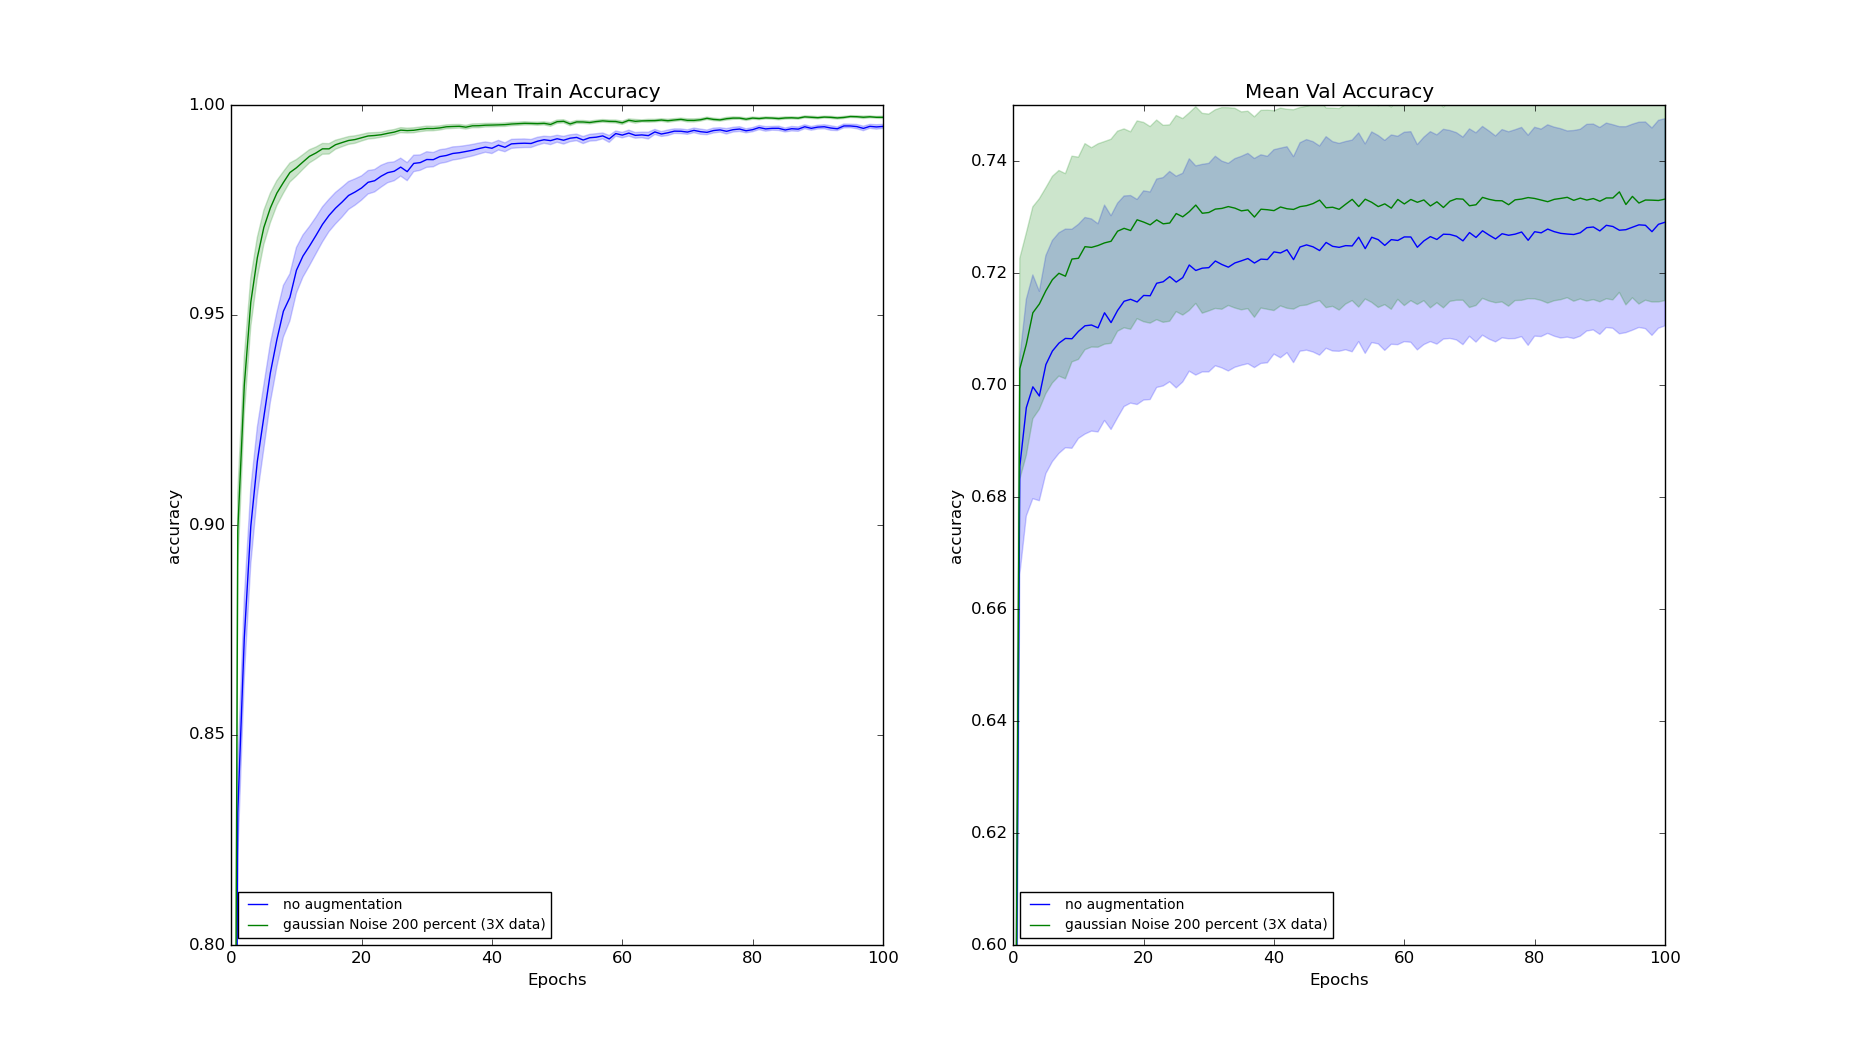 Mean Train Accuracy
1.00
0.95
0.90
0.85
0.80
accuracy
0 20 40 60 80 100
Epochs
no augmentation
gaussian Noise 200 percent (3X data)
Mean Val Accuracy
0.74
0.72
0.70
0.68
0.66
0.64
0.62
0.60
accuracy
0 20 40 60 80 100
Epochs
no augmentation
gaussian Noise 200 percent (3X data)